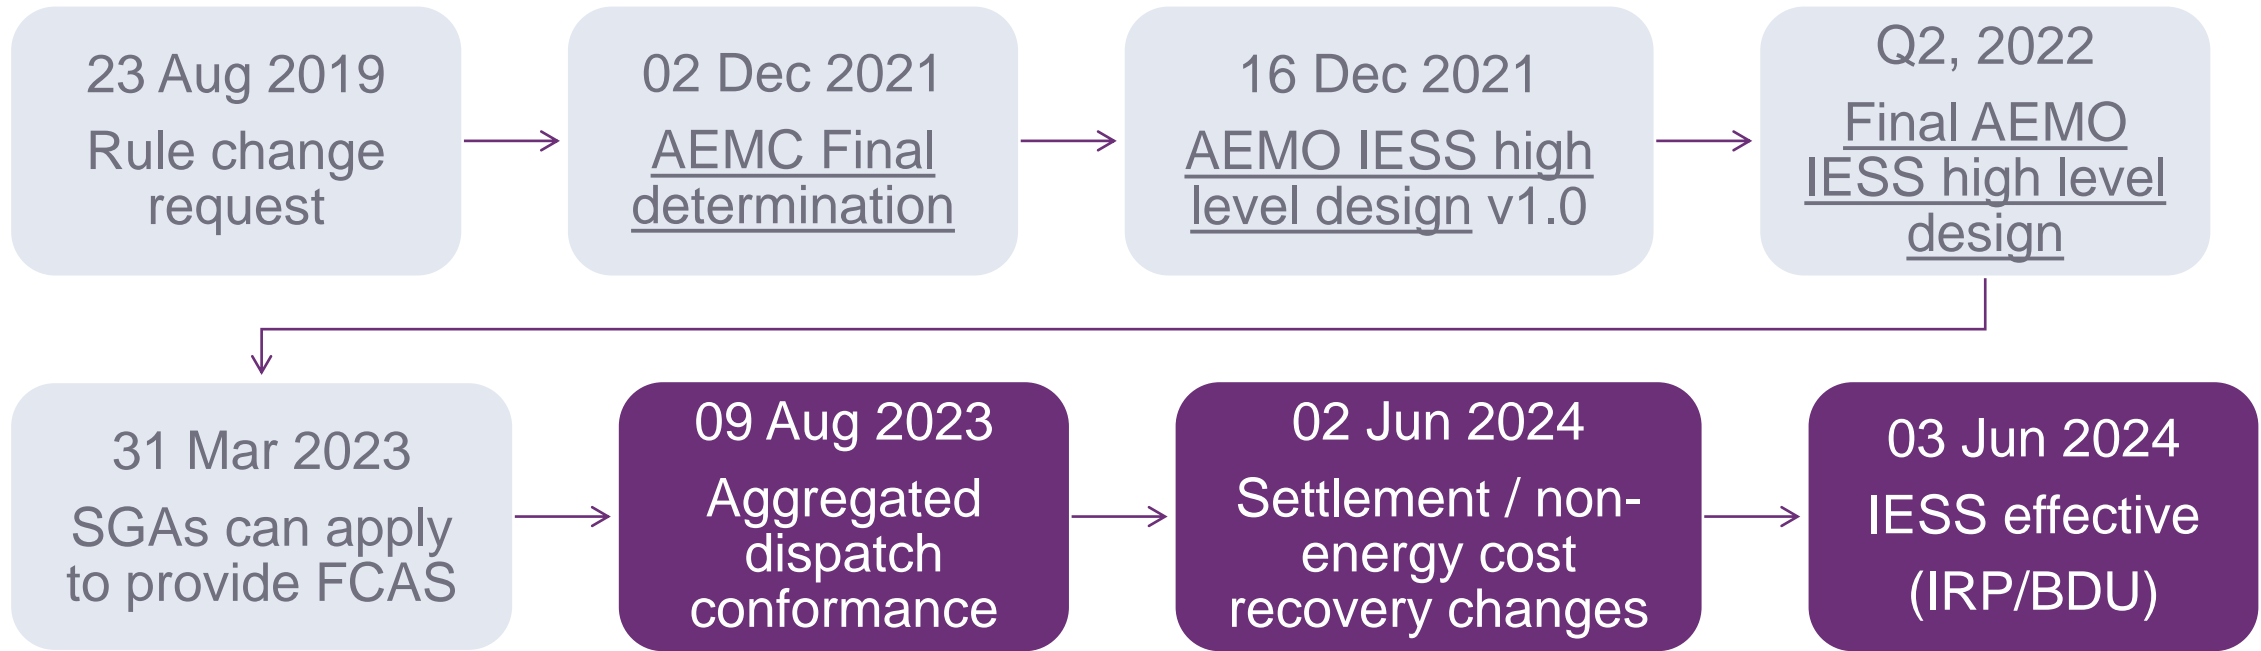 23 Aug 2019
Rule change
request
02 Dec 2021
AEMC Final
determination
16 Dec 2021
AEMO IESS high
level design v1.0
Q2, 2022
Final AEMO
IESS high level
design
31 Mar 2023
SGAs can apply
to provide FCAS
09 Aug 2023
Aggregated
dispatch
conformance
02 Jun 2024
Settlement / non-
energy cost
recovery changes
03 Jun 2024
IESS effective
(IRP/BDU)